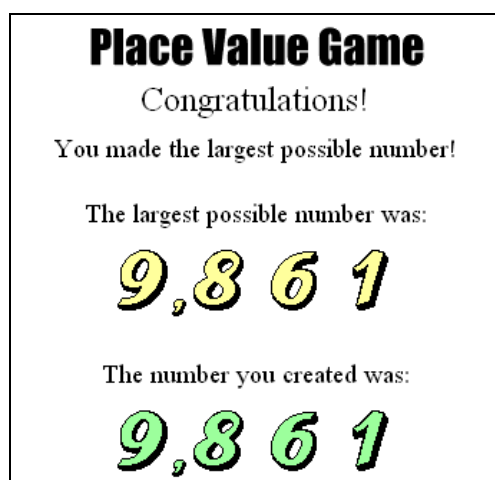 Place Value Game
Congratulations!
You made the largest possible number!
The largest possible number was:
9,861
The number you created was:
9,861